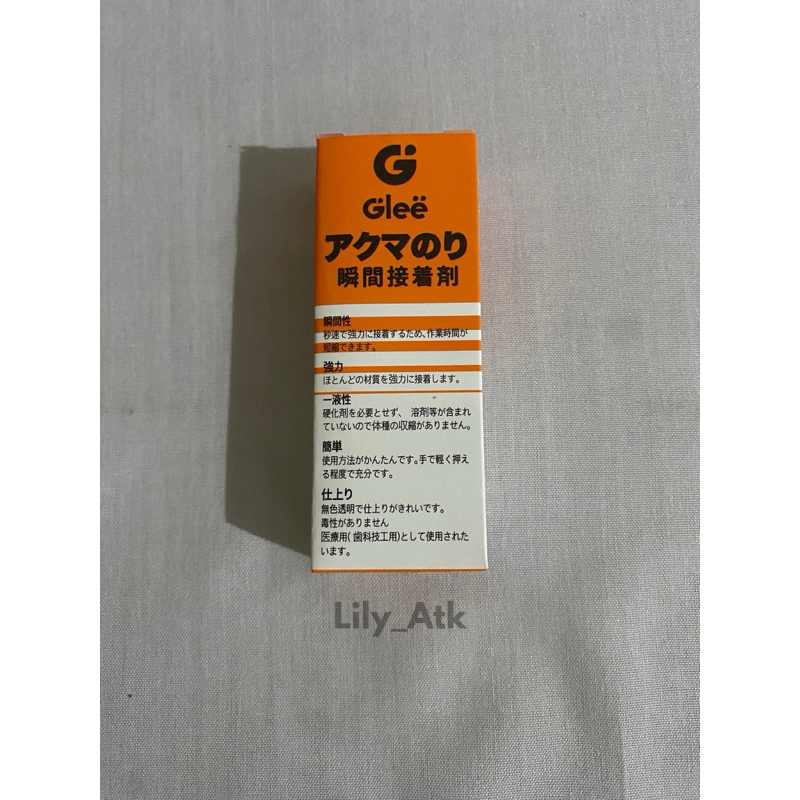 G
Gleë
アクマのり
瞬間接着剤
瞬間性
秒速で強力に接着するため、作業時間が
短縮できます。
強力
ほとんどの材質を強力に接着します。
一液性
硬化剤を必要とせず、 溶剤等が含まれ
ていないので体種の収縮がありません。
簡単
使用方法がかんたんです。手で軽く押え
る程度で充分です。
仕上り
無色透明で仕上りがきれいです。
毒性がありません
医療用( 歯科技工用)として使用された
います。
Lily_Atk